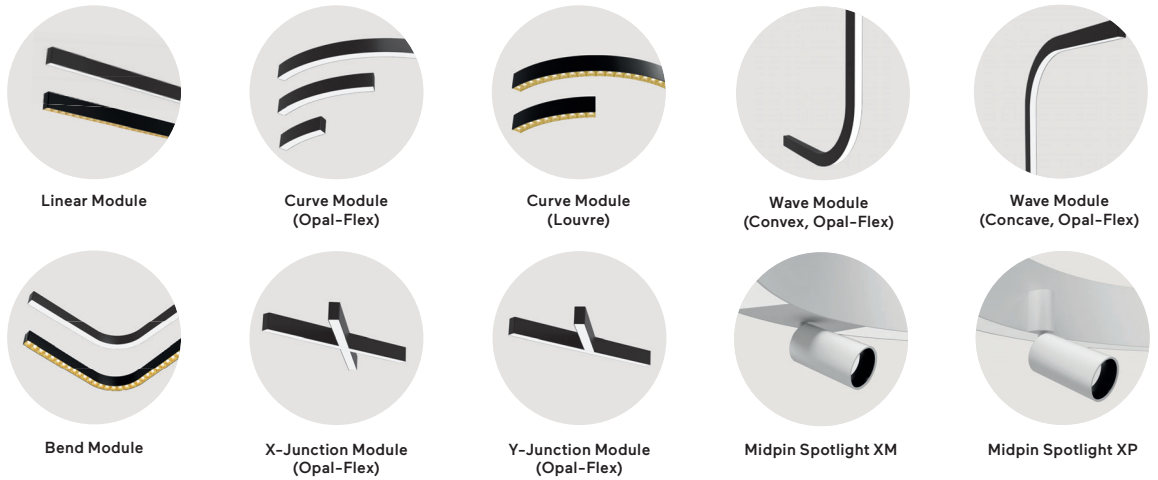 Linear Module
Curve Module
(Opal-Flex)
Curve Module
(Louvre)
Wave Module
(Convex, Opal-Flex)
Wave Module
(Concave, Opal-Flex)
Bend Module
X-Junction Module
(Opal-Flex)
Y-Junction Module
(Opal-Flex)
Midpin Spotlight XM
Midpin Spotlight XP